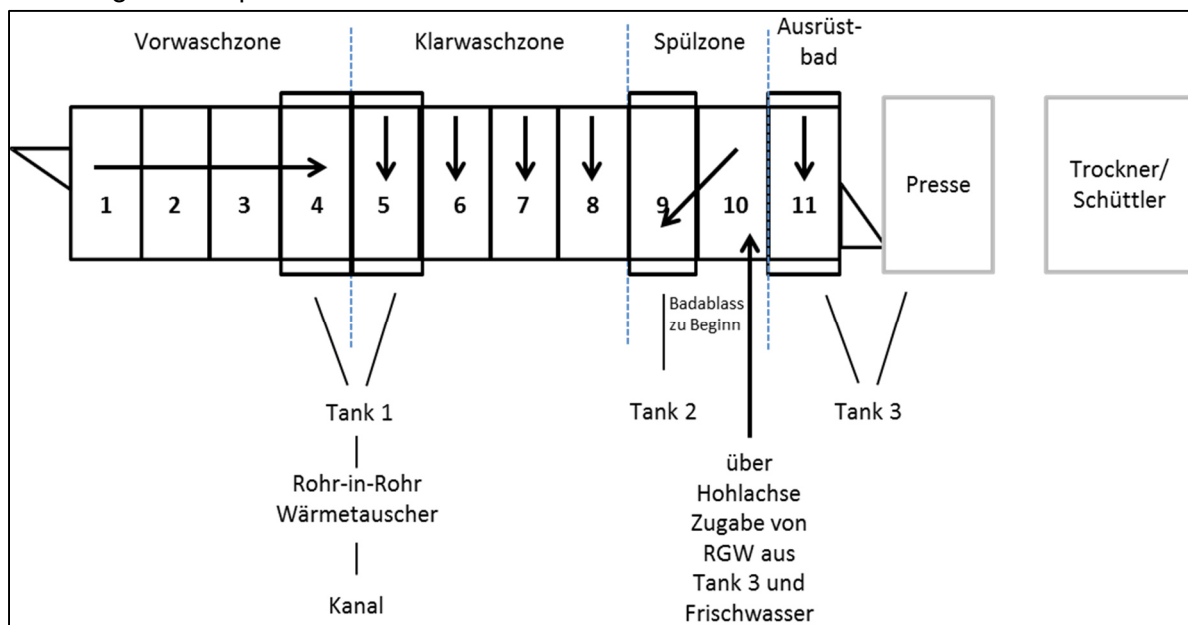 Vorwaschzone
Klarwaschzone
Spülzone
Ausrüst-
bad
1
2
3
4
5
6
7
8
9
10
11
Presse
Trockner/
Schüttler
Badablass
zu Beginn
Tank 1
Tank 2
Tank 3
Rohr-in-Rohr
Wärmetauscher
Kanal
über
Hohlachse
Zugabe von
RGW aus
Tank 3 und
Frischwasser